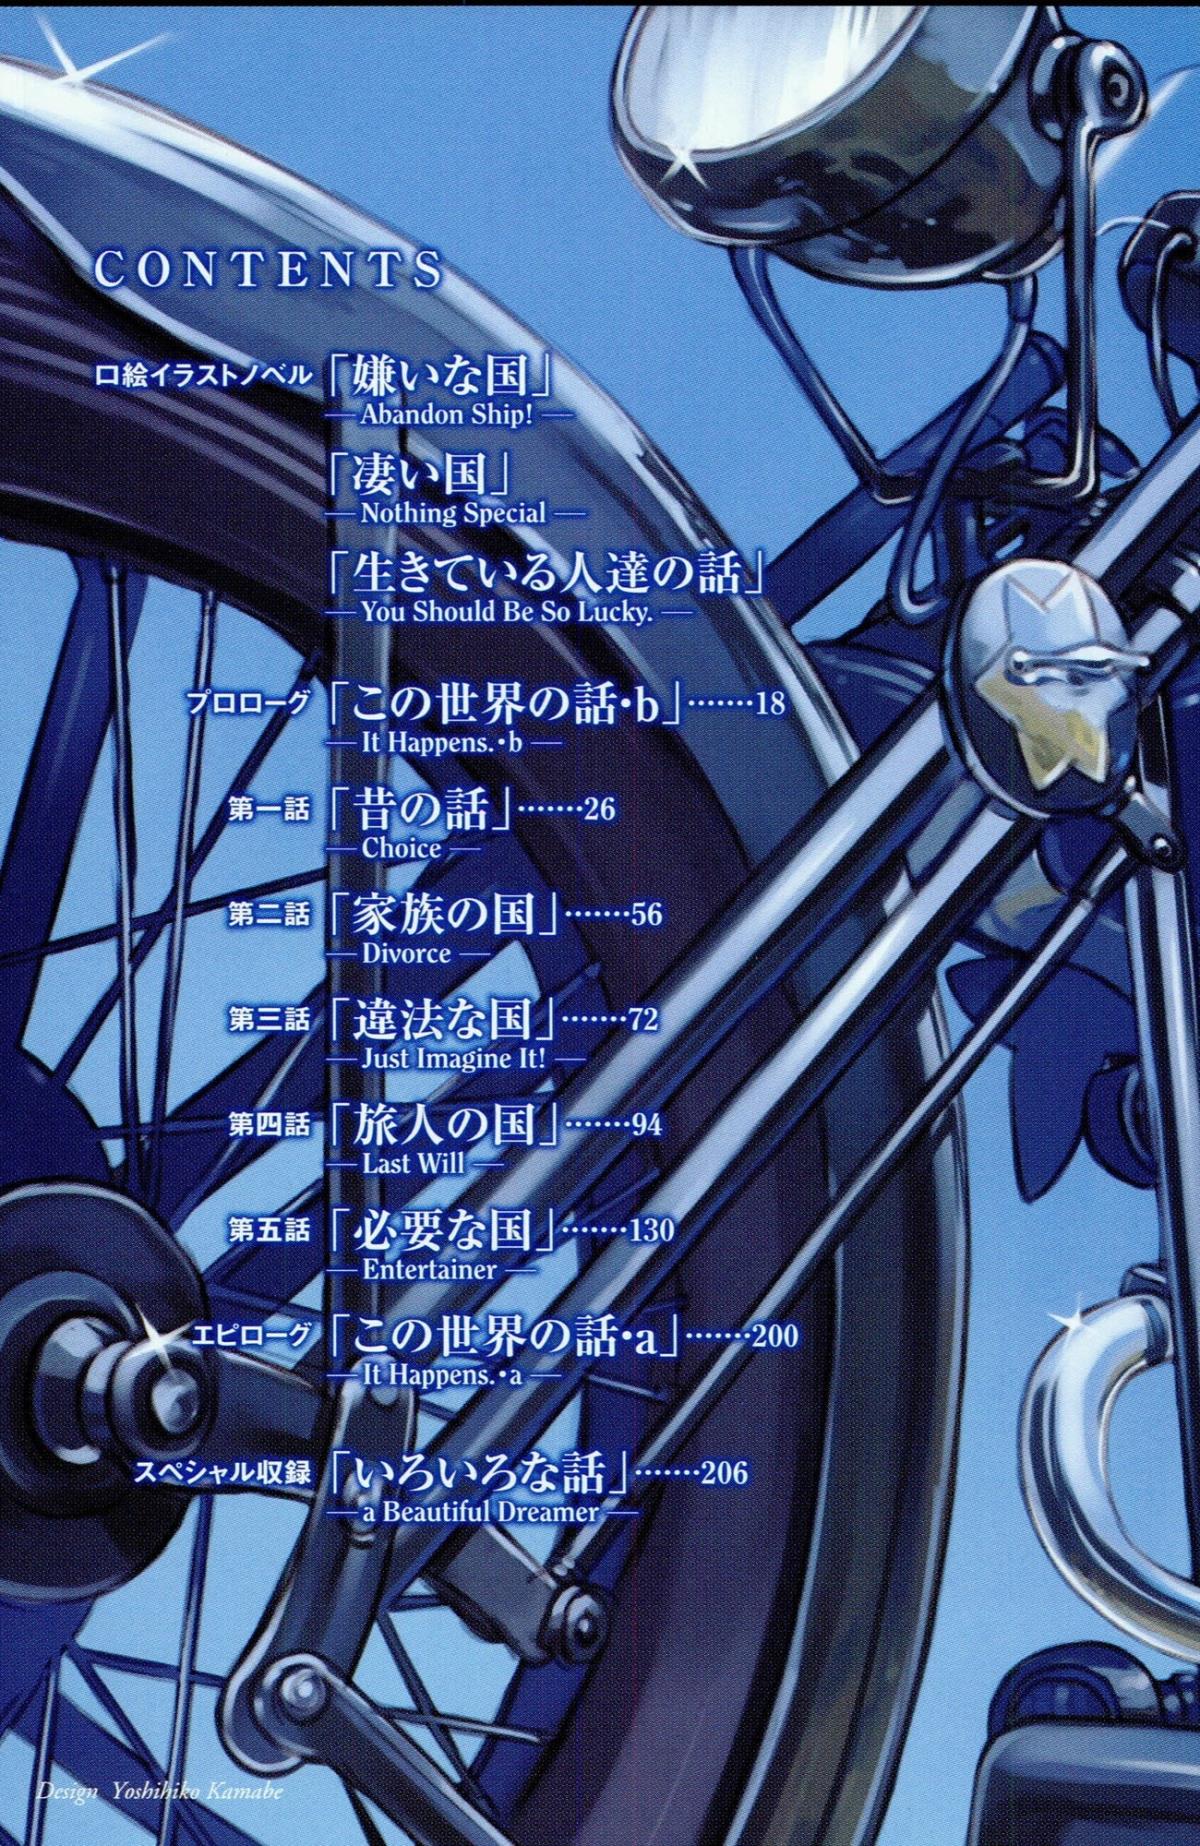 CONTENTS
口絵イラストノベル「嫌いな国」
—Abandon Ship!—
「凄い国」
—Nothing Special—
「生きている人達の話」
—You Should Be So Lucky.—
プロローグ「この世界の話・b」·······18
—It Happens.・b—
第一話「昔の話」·······26
—Choice—
第二話「家族の国」·······56
—Divorce—
第三話「違法な国」·······72
—Just Imagine It!—
第四話「旅人の国」·······94
—Last Will—
第五話「必要な国」·······130
—Entertainer—
エピローグ「この世界の話・a」·······200
—It Happens.・a—
スペシャル収録「いろいろな話」·······206
—a Beautiful Dreamer—
Design Yoshihiko Kamabe